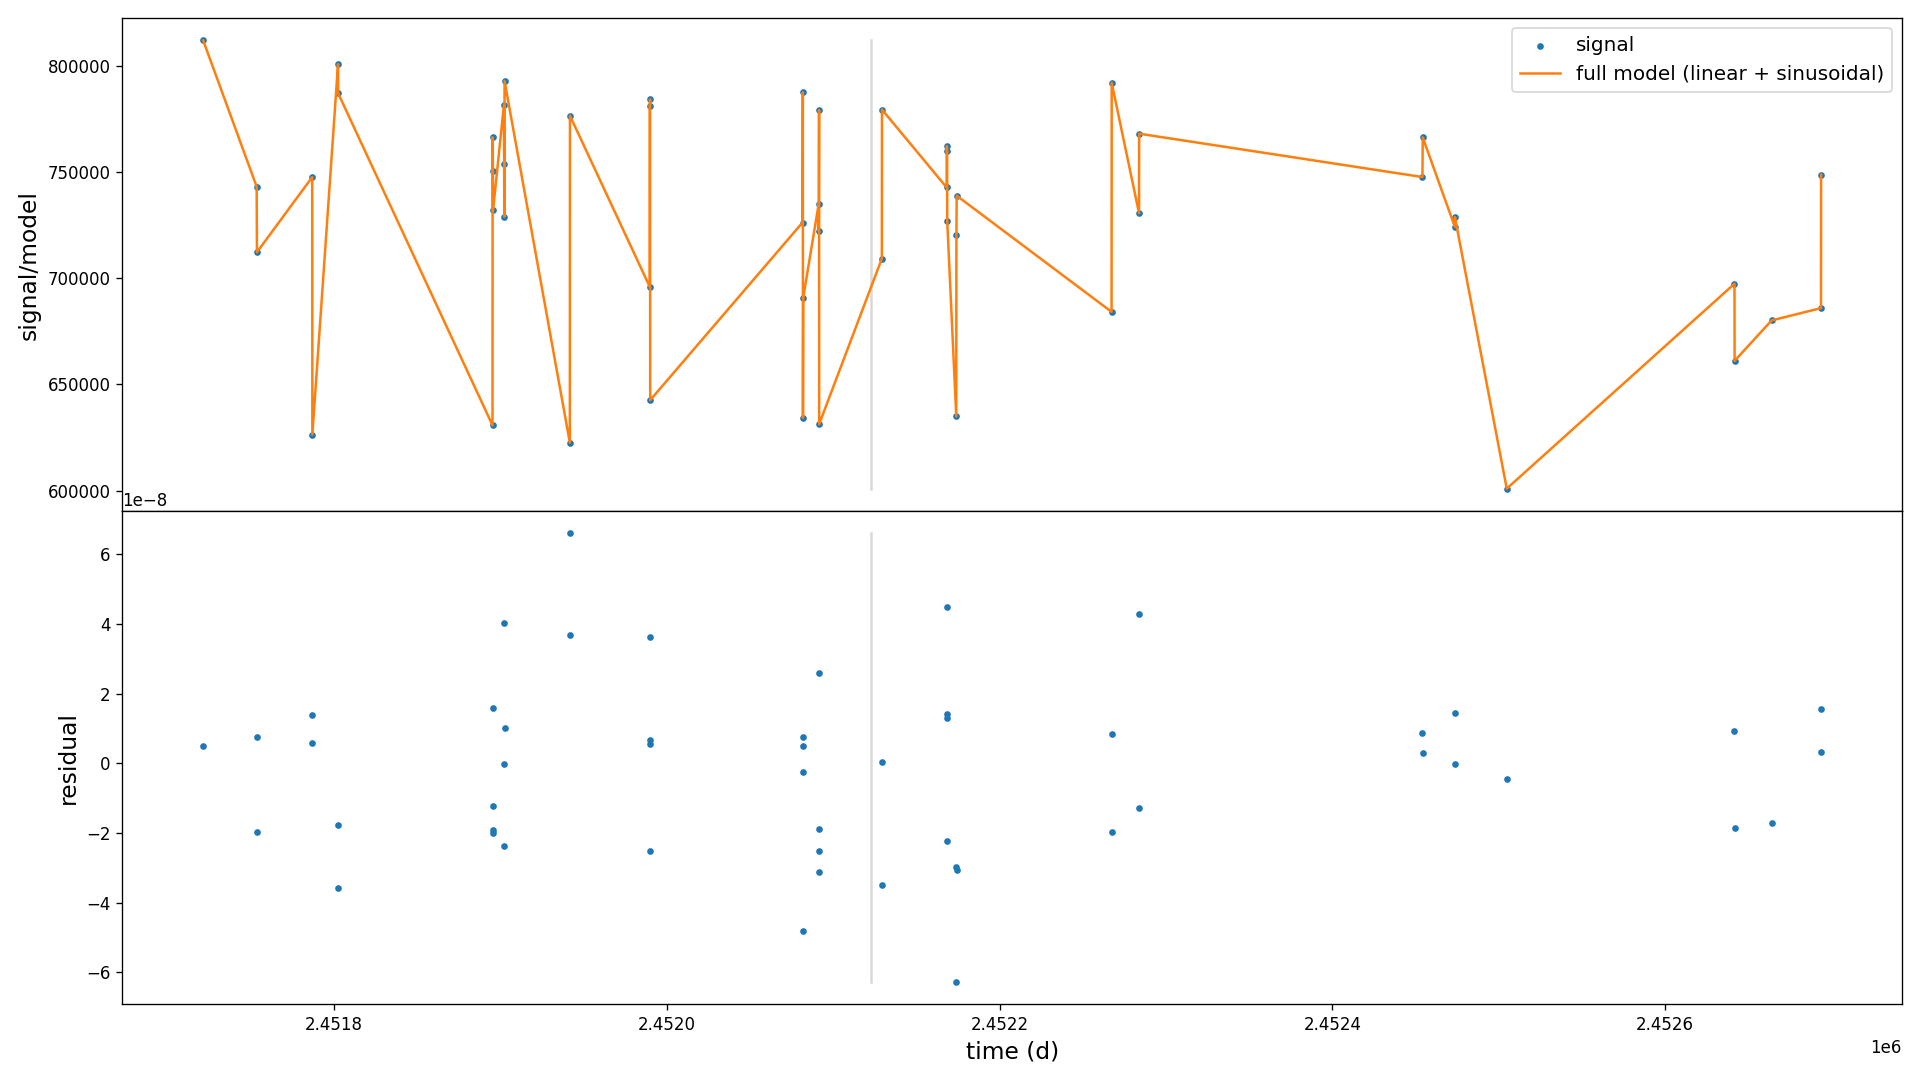 800000
750000
700000
650000
600000
signal/model
signal
full model (linear + sinusoidal)
1e−8
6
4
2
0
−2
−4
−6
residual
2.4518
2.4520
2.4522
2.4524
2.4526
1e6
time (d)